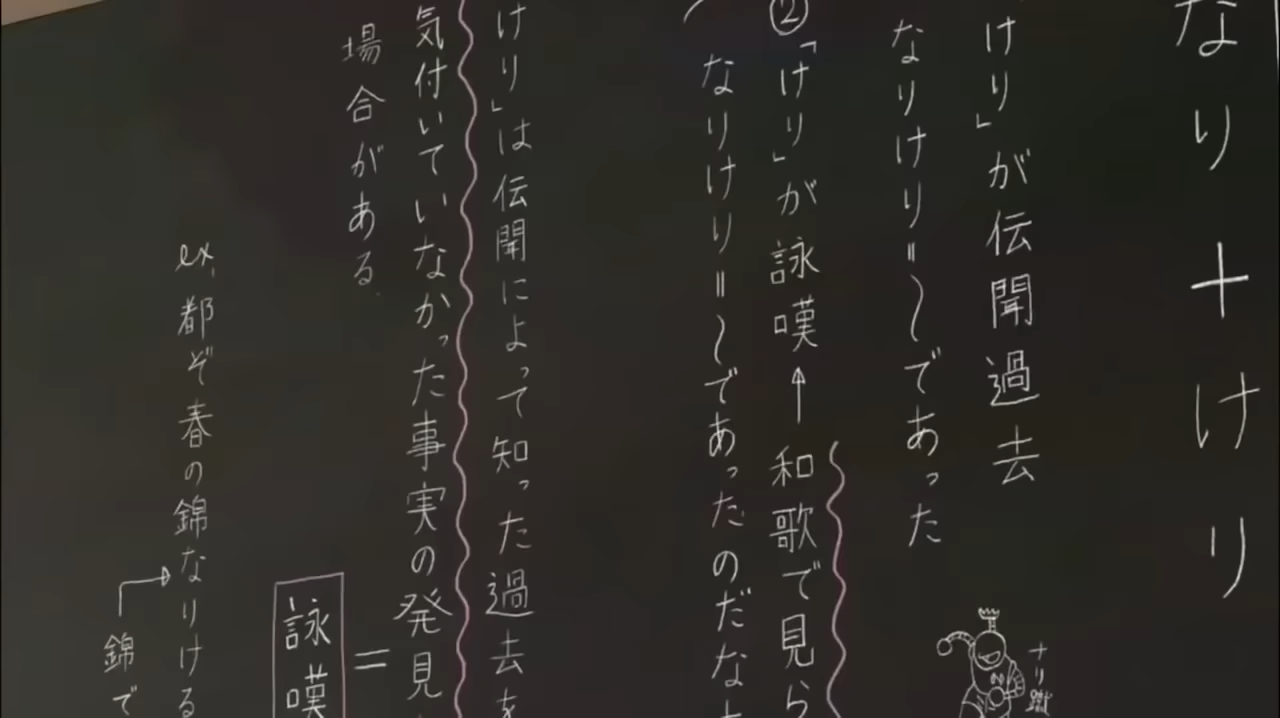 なり＋けり
けり」が伝聞過去
なりけり＝～であった
②「けり」が詠嘆→和歌で見ら
なりけり＝～であったのだな
けり」は伝聞によって知った過去を
気付いていなかった事実の発見
場合がある.
＝
詠嘆
ex, 都ぞ春の錦なりける
錦で
ナリ蹴